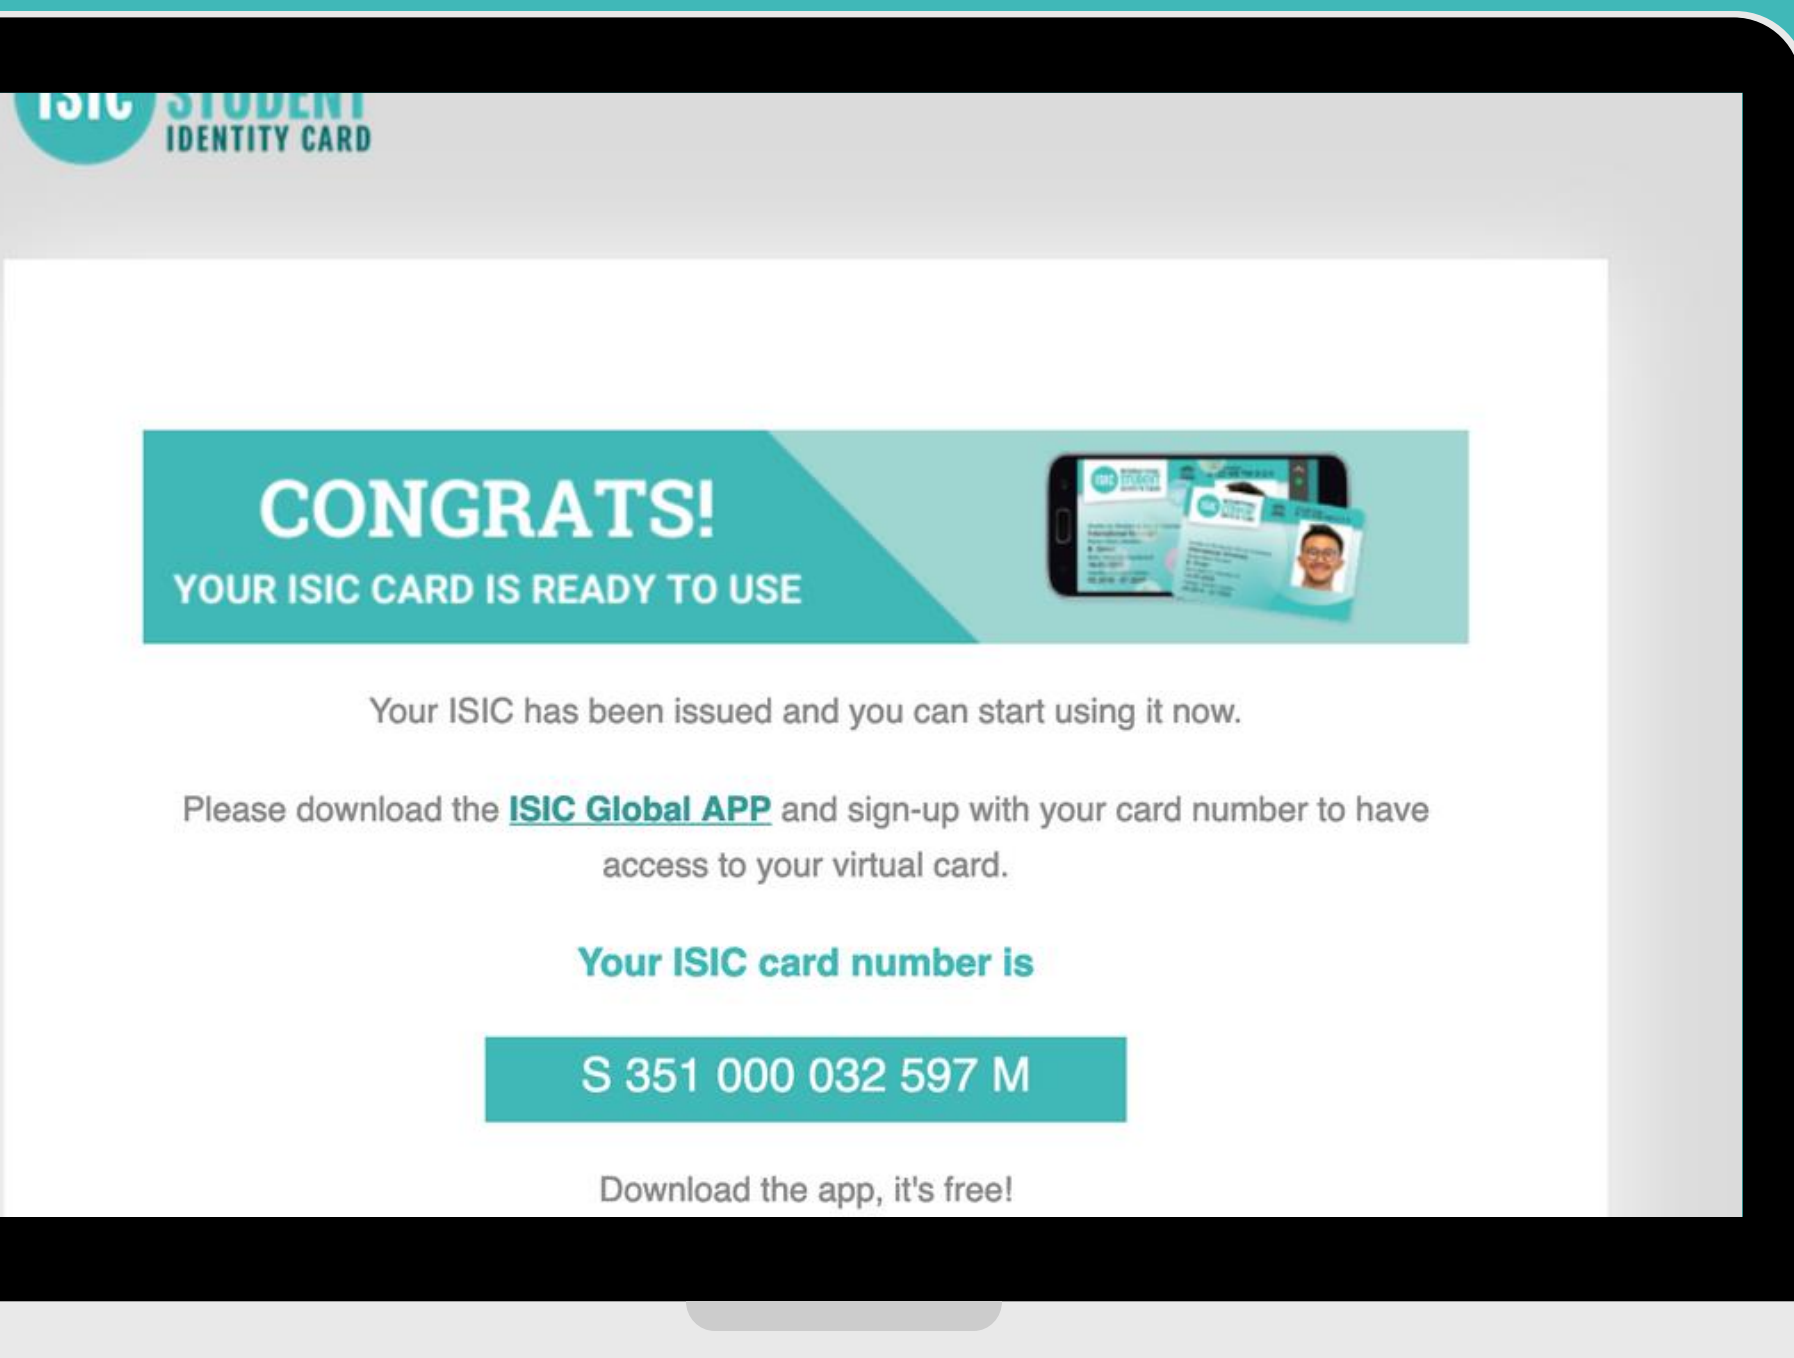 ISIC STUDENT
IDENTITY CARD
CONGRATS!
YOUR ISIC CARD IS READY TO USE
Your ISIC has been issued and you can start using it now.
Please download the ISIC Global APP and sign-up with your card number to have
access to your virtual card.
Your ISIC card number is
S 351 000 032 597 M
Download the app, it's free!